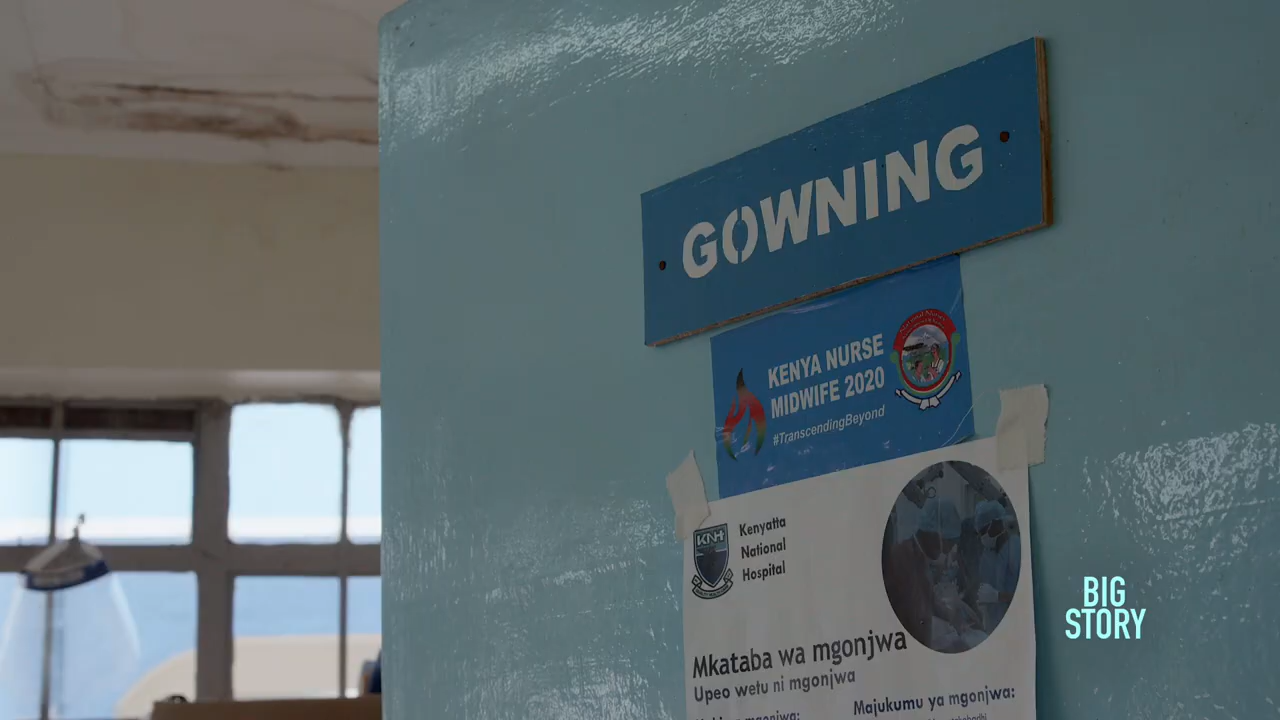 GOWNING
KENYA NURSE
MIDWIFE 2020
#TranscendingBeyond
KNH
Kenyatta
National
Hospital
Mkataba wa mgonjwa
Upeo wetu ni mgonjwa
Majukumu ya mgonjwa:
mgonjwa:
BIG
STORY